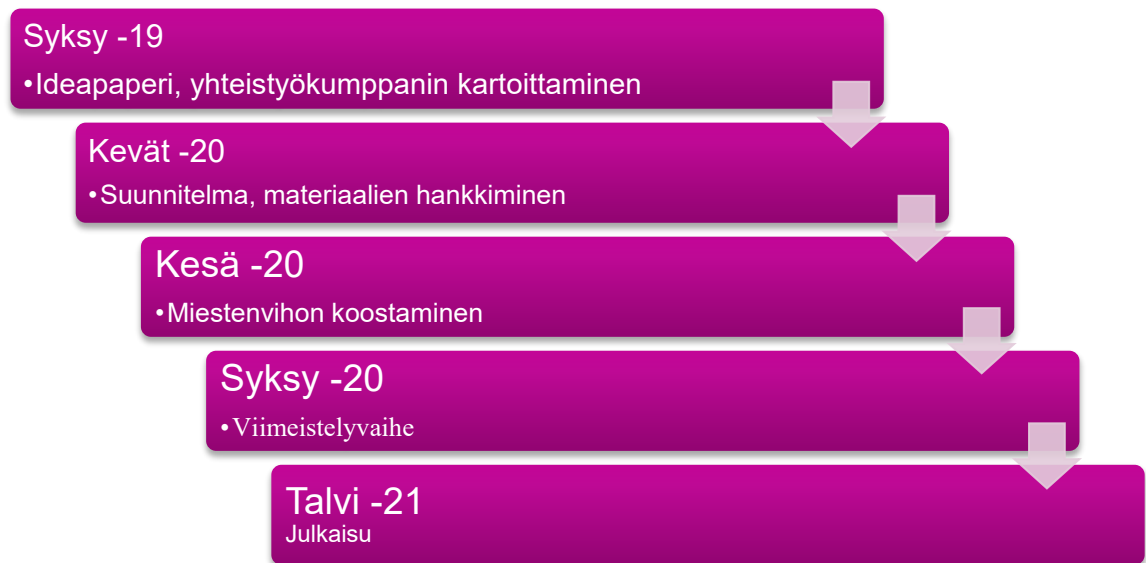 Syksy -19
•Ideapaperi, yhteistyökumppanin kartoittaminen
Kevät -20
•Suunnitelma, materiaalien hankkiminen
Kesä -20
•Miestenvihon koostaminen
Syksy -20
•Viimeistelyvaihe
Talvi -21
Julkaisu